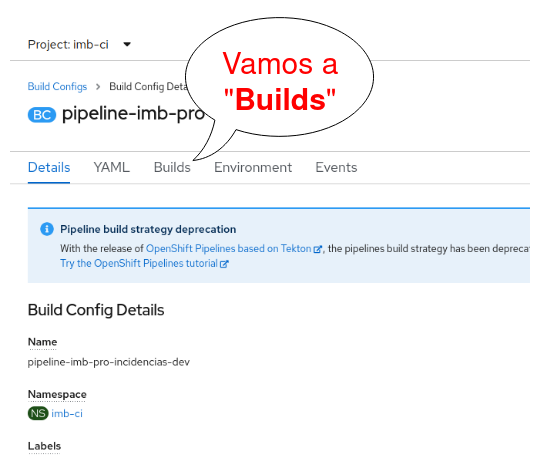 Project: imb-ci
Vamos a
"Builds"
Build Configs > Build Config Deta
BC pipeline-imb-pro
Details YAML Builds Environment Events
Pipeline build strategy deprecation
With the release of OpenShift Pipelines based on Tekton, the pipelines build strategy has been depreca
Try the OpenShift Pipelines tutorial
Build Config Details
Name
pipeline-imb-pro-incidencias-dev
Namespace
NS imb-ci
Labels